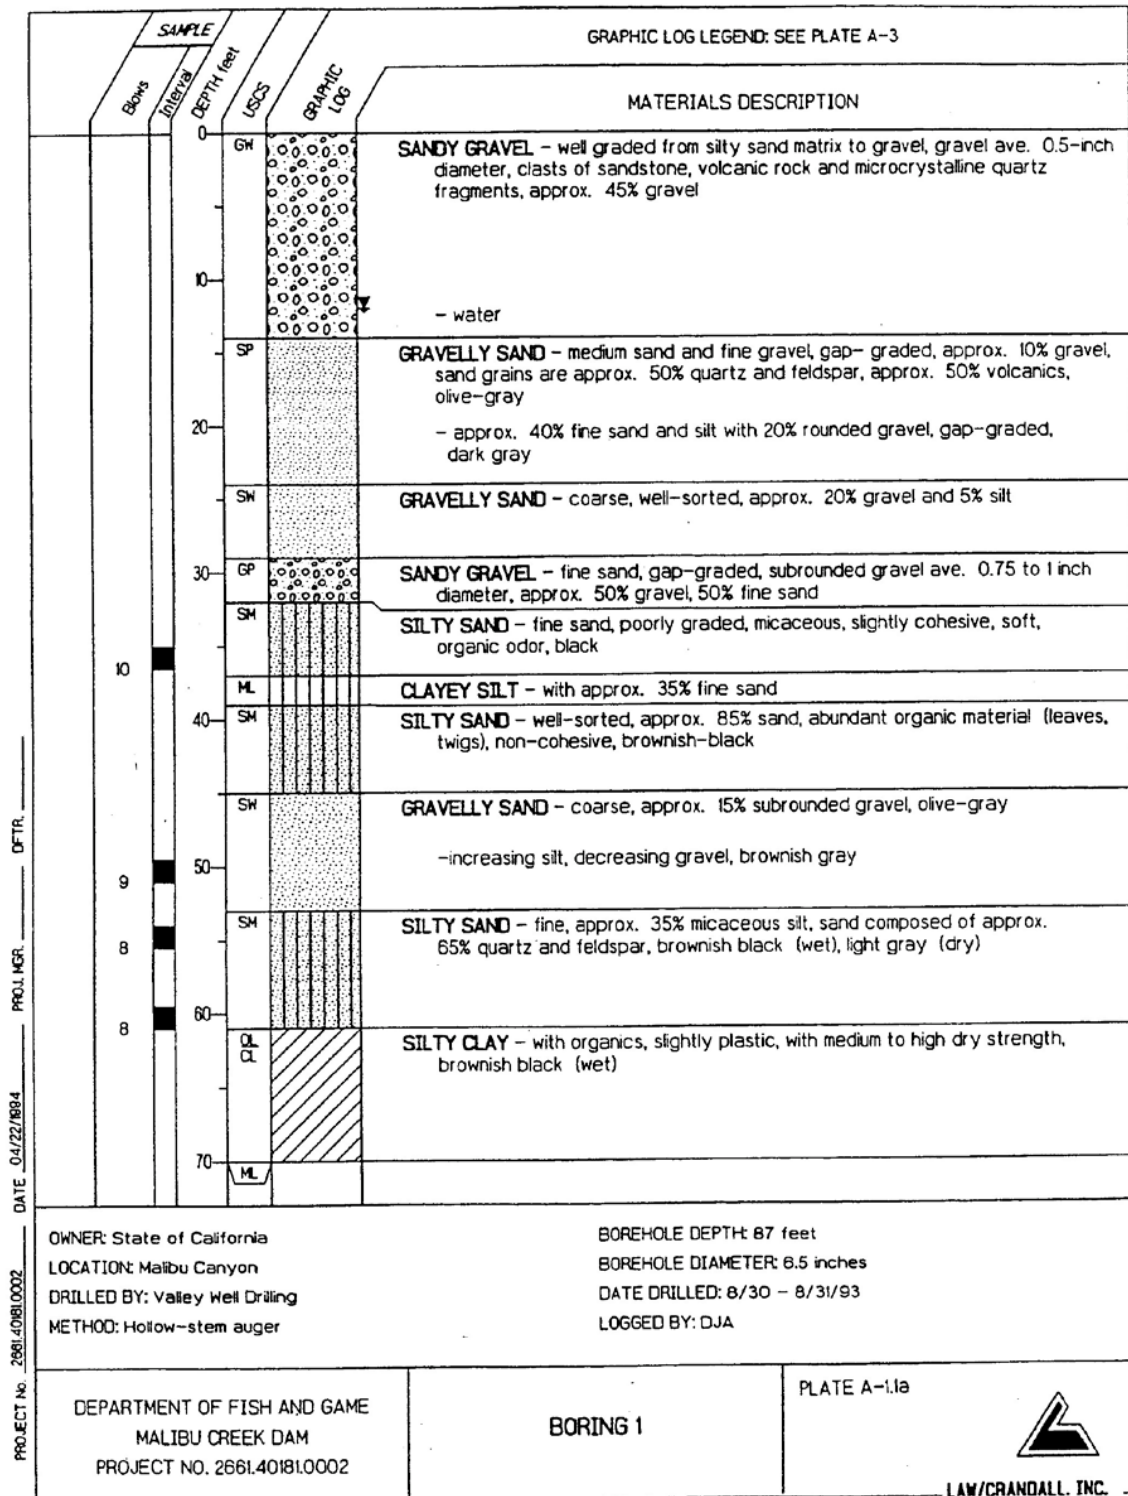 SAMPLE
Blows
Interval
DEPTH feet
USCS
GRAPHIC
LOG
GRAPHIC LOG LEGEND: SEE PLATE A-3
MATERIALS DESCRIPTION
0
GW
SANDY GRAVEL - well graded from silty sand matrix to gravel, gravel ave. 0.5-inch
diameter, clasts of sandstone, volcanic rock and microcrystalline quartz
fragments, approx. 45% gravel
10
- water
SP
GRAVELLY SAND - medium sand and fine gravel, gap- graded, approx. 10% gravel,
sand grains are approx. 50% quartz and feldspar, approx. 50% volcanics,
olive-gray
20
- approx. 40% fine sand and silt with 20% rounded gravel, gap-graded,
dark gray
SW
GRAVELLY SAND - coarse, well-sorted, approx. 20% gravel and 5% silt
30
GP
SANDY GRAVEL - fine sand, gap-graded, subrounded gravel ave. 0.75 to 1 inch
diameter, approx. 50% gravel, 50% fine sand
SM
SILTY SAND - fine sand, poorly graded, micaceous, slightly cohesive, soft,
organic odor, black
10
ML
CLAYEY SILT - with approx. 35% fine sand
40
SM
SILTY SAND - well-sorted, approx. 85% sand, abundant organic material (leaves,
twigs), non-cohesive, brownish-black
SW
GRAVELLY SAND - coarse, approx. 15% subrounded gravel, olive-gray
50
-increasing silt, decreasing gravel, brownish gray
9
SM
SILTY SAND - fine, approx. 35% micaceous silt, sand composed of approx.
65% quartz and feldspar, brownish black (wet), light gray (dry)
8
60
8
OL
CL
SILTY CLAY - with organics, slightly plastic, with medium to high dry strength,
brownish black (wet)
70
ML
OWNER: State of California
LOCATION: Malibu Canyon
DRILLED BY: Valley Well Drilling
METHOD: Hollow-stem auger
BOREHOLE DEPTH: 87 feet
BOREHOLE DIAMETER: 6.5 inches
DATE DRILLED: 8/30 - 8/31/93
LOGGED BY: DJA
DEPARTMENT OF FISH AND GAME
MALIBU CREEK DAM
PROJECT NO. 2661.40181.0002
BORING 1
PLATE A-1.1a
LAW/CRANDALL, INC.
PROJECT No. 2661.40181.0002 DATE 04/22/1994 PROJ. MGR. DFTR.